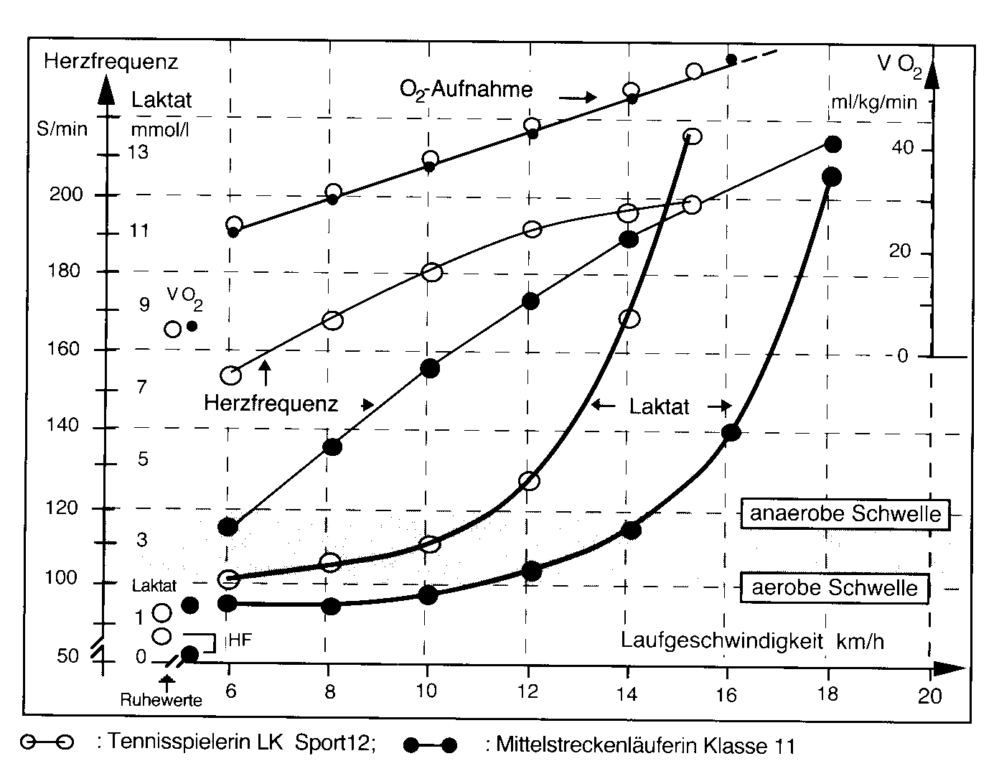 Herzfrequenz
V O2
Laktat
O2-Aufnahme
ml/kg/min
S/min
mmol/l
13
40
200
11
20
180
9
V O2
160
0
7
Herzfrequenz
Laktat
140
5
120
anaerobe Schwelle
3
100
Laktat
aerobe Schwelle
1
HF
Laufgeschwindigkeit km/h
50
0
Ruhewerte
6 8 10 12 14 16 18 20
: Tennisspielerin LK Sport12; : Mittelstreckenläuferin Klasse 11